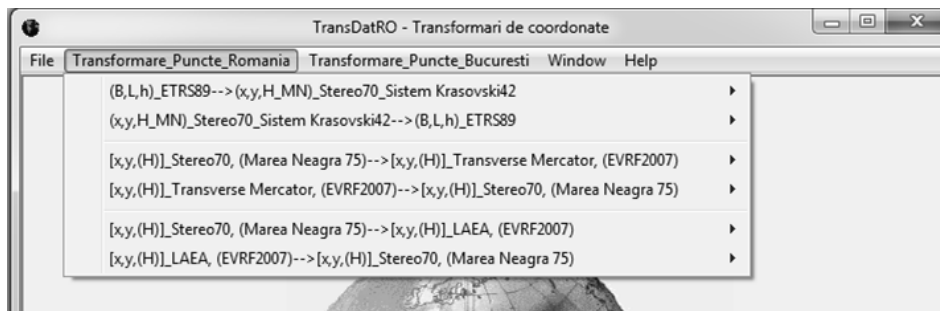 TransDatRO - Transformari de coordonate
File Transformare_Puncte_Romania Transformare_Puncte_Bucuresti Window Help
(B,L,h)_ETRS89-->(x,y,H_MN)_Stereo70_Sistem Krasovski42
(x,y,H_MN)_Stereo70_Sistem Krasovski42-->(B,L,h)_ETRS89
[x,y,(H)]_Stereo70, (Marea Neagra 75)-->[x,y,(H)]_Transverse Mercator, (EVRF2007)
[x,y,(H)]_Transverse Mercator, (EVRF2007)-->[x,y,(H)]_Stereo70, (Marea Neagra 75)
[x,y,(H)]_Stereo70, (Marea Neagra 75)-->[x,y,(H)]_LAEA, (EVRF2007)
[x,y,(H)]_LAEA, (EVRF2007)-->[x,y,(H)]_Stereo70, (Marea Neagra 75)